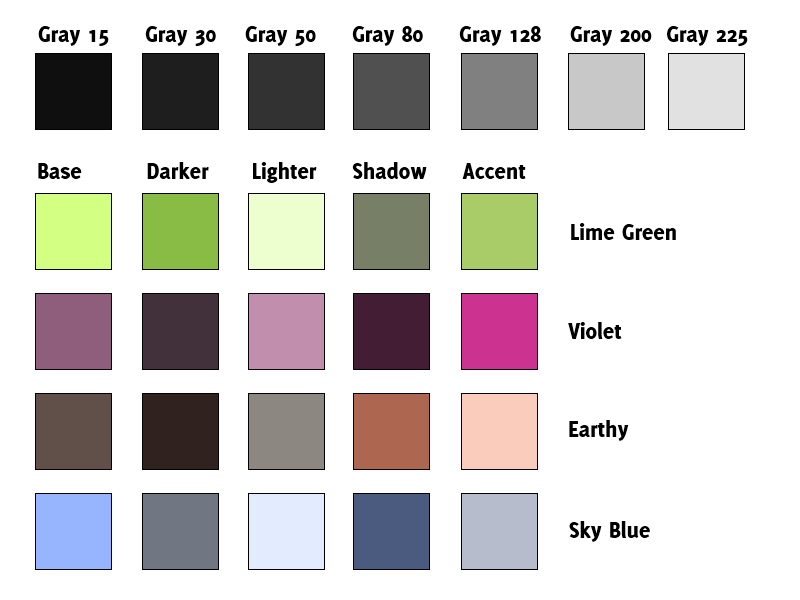 Gray 15 Gray 30 Gray 50 Gray 80 Gray 128 Gray 200 Gray 225
Base Darker Lighter Shadow Accent
Lime Green
Violet
Earthy
Sky Blue